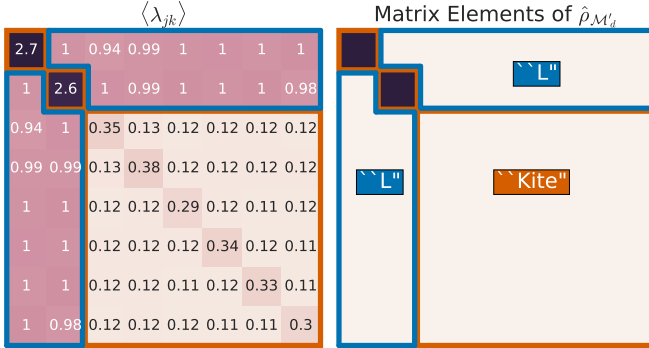 ⟨λ_jk⟩
2.7 1 0.94 0.99 1 1 1 1
1 2.6 1 0.99 1 1 1 0.98
0.94 1 0.35 0.13 0.12 0.12 0.12 0.12
0.99 0.99 0.13 0.38 0.12 0.12 0.12 0.12
1 1 0.12 0.12 0.29 0.12 0.11 0.12
1 1 0.12 0.12 0.12 0.34 0.12 0.11
1 1 0.12 0.12 0.11 0.12 0.33 0.11
1 0.98 0.12 0.12 0.12 0.11 0.11 0.3
Matrix Elements of ρ̂_ℳ′_d
``L"
``L"
``Kite"